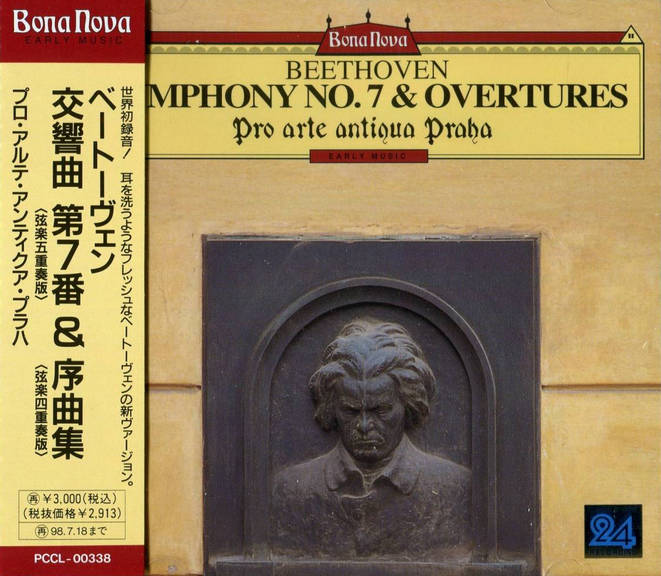 Bona Nova
EARLY MUSIC
世界初録音! 耳を洗うようなフレッシュなベートーヴェンの新ヴァージョン。
ベートーヴェン
交響曲 第7番 & 序曲集
〈弦楽五重奏版〉 〈弦楽四重奏版〉
プロ・アルテ・アンティクア・プラハ
再 ¥3,000(税込)
(税抜価格¥2,913)
再 98.7.18まで
PCCL-00338
Bona Nova
BEETHOVEN
MPHONY NO. 7 & OVERTURES
Pro arte antiqua Praha
EARLY MUSIC
24
RECORDING